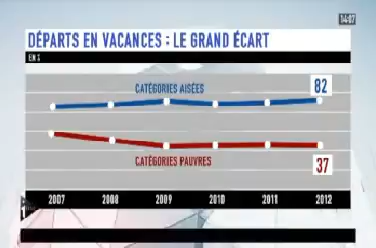 14:07
DÉPARTS EN VACANCES : LE GRAND ÉCART
EN %
CATÉGORIES AISÉES
82
CATÉGORIES PAUVRES
37
2007 2008 2009 2010 2011 2012